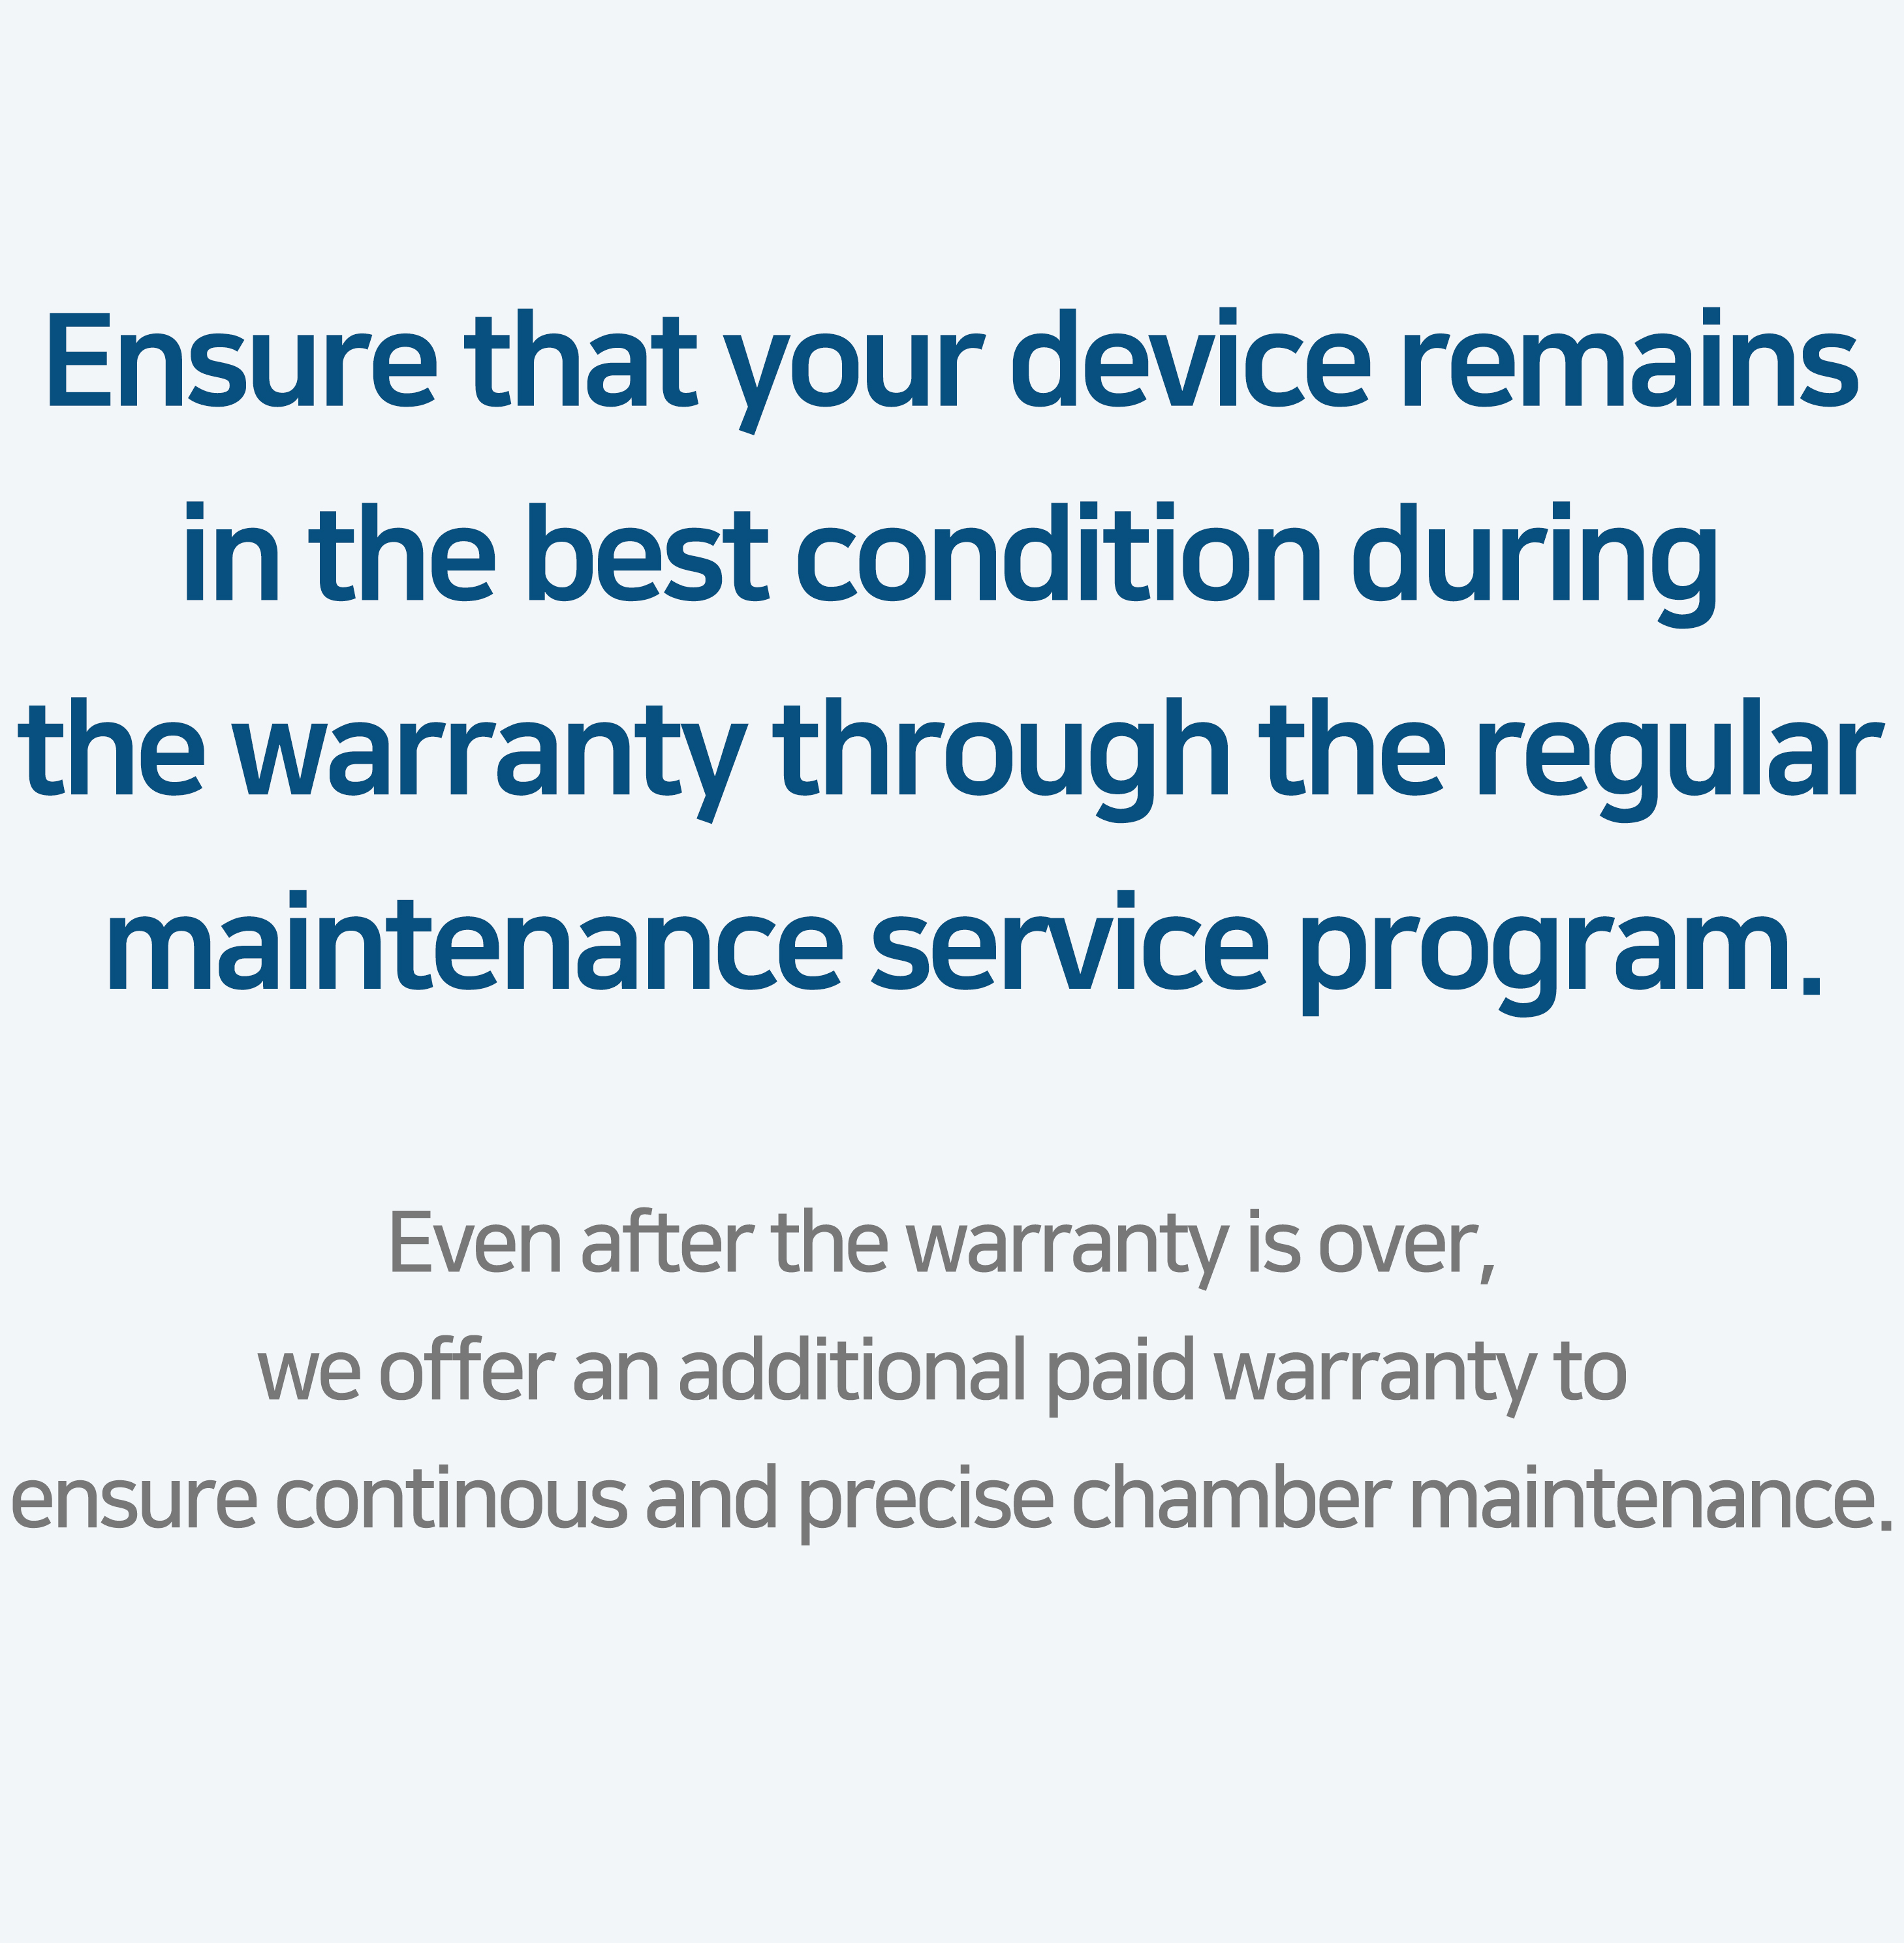 Ensure that your device remains
in the best condition during
the warranty through the regular
maintenance service program.
Even after the warranty is over,
we offer an additional paid warranty to
ensure continous and precise chamber maintenance.